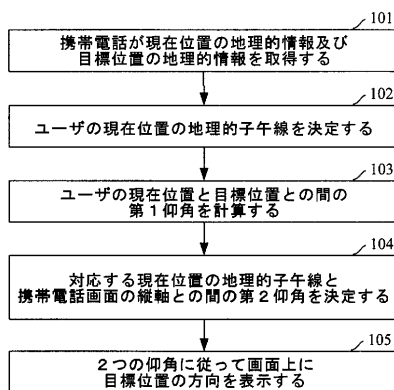 101
携帯電話が現在位置の地理的情報及び
目標位置の地理的情報を取得する
102
ユーザの現在位置の地理的子午線を決定する
103
ユーザの現在位置と目標位置との間の
第1仰角を計算する
104
対応する現在位置の地理的子午線と
携帯電話画面の縦軸との間の第2仰角を決定する
105
2つの仰角に従って画面上に
目標位置の方向を表示する